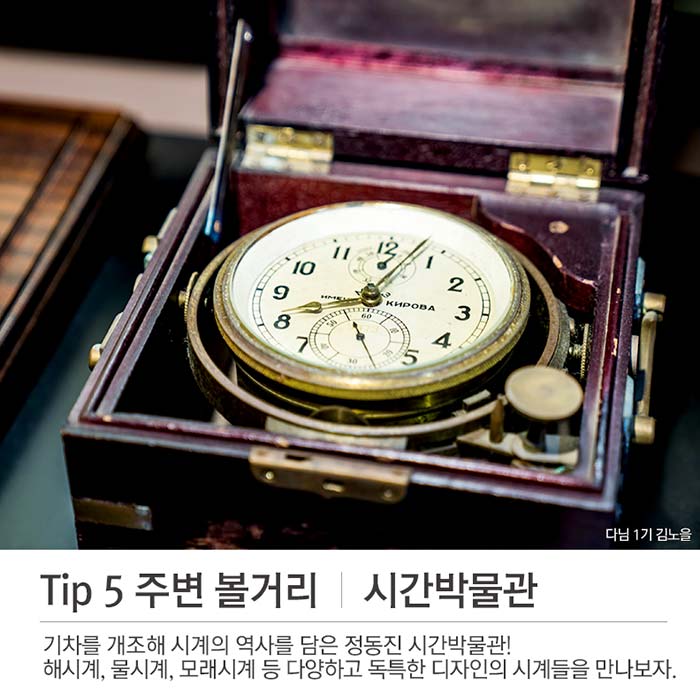 12
1
2
3
4
5
7
8
10
11
60
ИМЕНИ КИРОВА
다님 1기 김노을
Tip 5 주변 볼거리 | 시간박물관
기차를 개조해 시계의 역사를 담은 정동진 시간박물관!
해시계, 물시계, 모래시계 등 다양하고 독특한 디자인의 시계들을 만나보자.